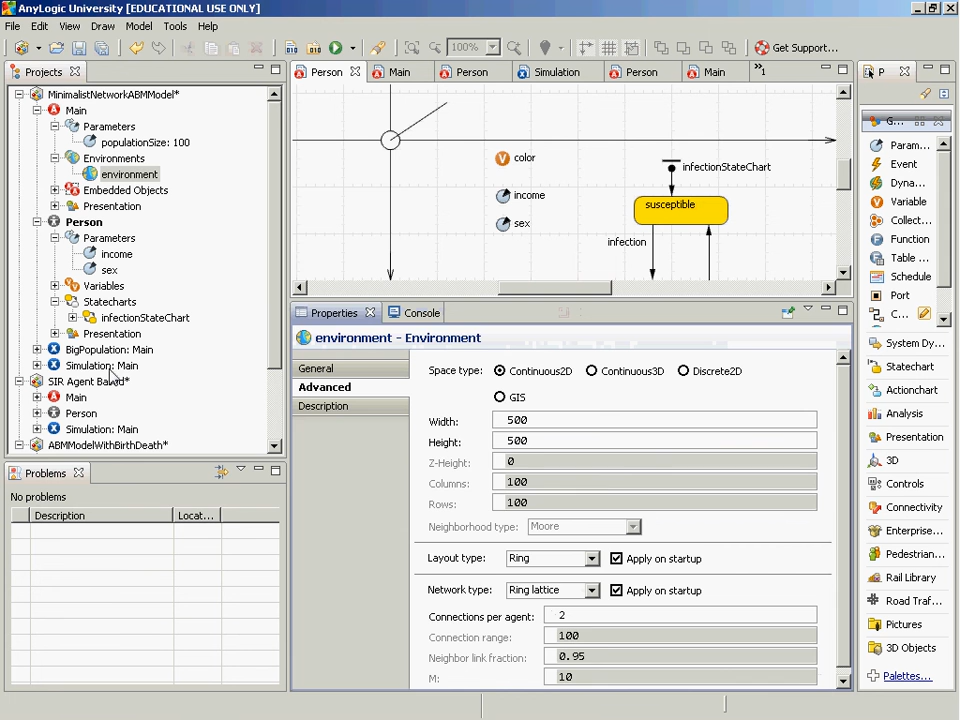 AnyLogic University [EDUCATIONAL USE ONLY]
File Edit View Draw Model Tools Help
100% Get Support...
Projects
MinimalistNetworkABMModel*
Main
Parameters
populationSize: 100
Environments
environment
Embedded Objects
Presentation
Person
Parameters
income
sex
Variables
Statecharts
infectionStateChart
Presentation
BigPopulation: Main
Simulation: Main
SIR Agent Based*
Main
Person
Simulation: Main
ABMModelWithBirthDeath*
Problems
No problems
Description Locat...
Person Main Person Simulation Person Main »1
color
income
sex
infectionStateChart
susceptible
infection
Properties Console
environment - Environment
General
Advanced
Description
Space type: Continuous2D Continuous3D Discrete2D
GIS
Width: 500
Height: 500
Z-Height: 0
Columns: 100
Rows: 100
Neighborhood type: Moore
Layout type: Ring Apply on startup
Network type: Ring lattice Apply on startup
Connections per agent: 2
Connection range: 100
Neighbor link fraction: 0.95
M: 10
P
G...
Param...
Event
Dyna...
Variable
Collect...
Function
Table ...
Schedule
Port
C...
System Dy...
Statechart
Actionchart
Analysis
Presentation
3D
Controls
Connectivity
Enterprise...
Pedestrian...
Rail Library
Road Traf...
Pictures
3D Objects
Palettes...